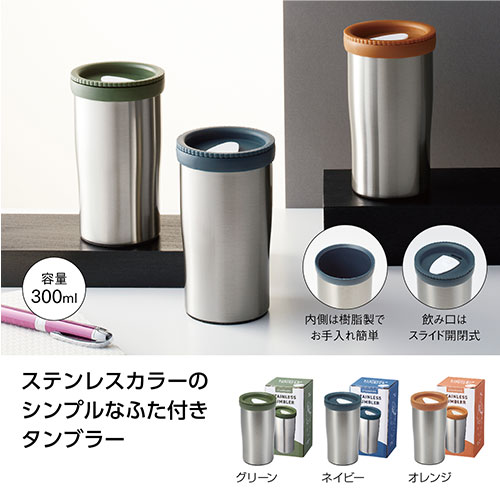 容量
300ml
内側は樹脂製で
お手入れ簡単
飲み口は
スライド開閉式
ステンレスカラーの
シンプルなふた付き
タンブラー
グリーン
ネイビー
オレンジ